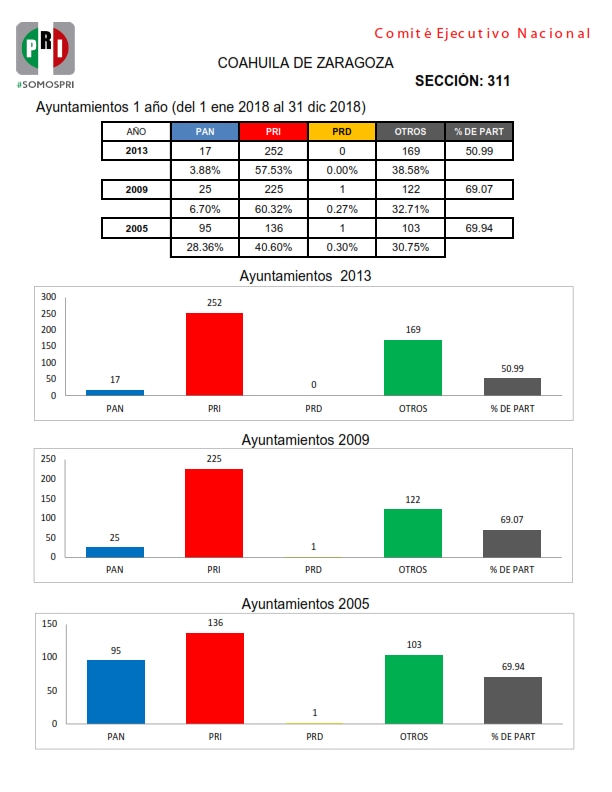 Comité Ejecutivo Nacional
PRI
#SOMOSPRI
COAHUILA DE ZARAGOZA
SECCIÓN: 311
Ayuntamientos 1 año (del 1 ene 2018 al 31 dic 2018)
AÑO PAN PRI PRD OTROS % DE PART
2013 17 252 0 169 50.99
3.88% 57.53% 0.00% 38.58%
2009 25 225 1 122 69.07
6.70% 60.32% 0.27% 32.71%
2005 95 136 1 103 69.94
28.36% 40.60% 0.30% 30.75%
Ayuntamientos 2013
300
250
200
150
100
50
0
17 252 0 169 50.99
PAN PRI PRD OTROS % DE PART
Ayuntamientos 2009
250
200
150
100
50
0
25 225 1 122 69.07
PAN PRI PRD OTROS % DE PART
Ayuntamientos 2005
150
100
50
0
95 136 1 103 69.94
PAN PRI PRD OTROS % DE PART